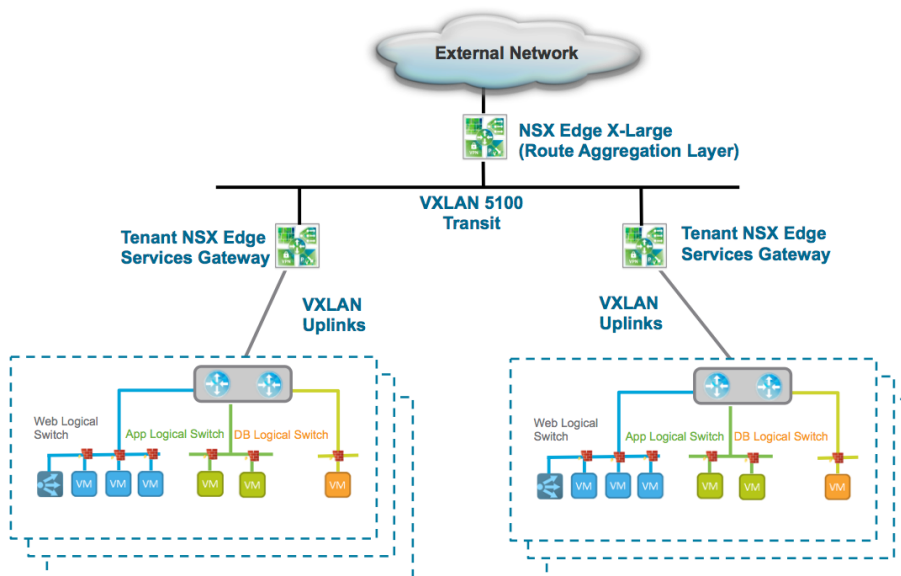 External Network
NSX Edge X-Large
(Route Aggregation Layer)
VXLAN 5100
Transit
Tenant NSX Edge
Services Gateway
Tenant NSX Edge
Services Gateway
VXLAN
Uplinks
VXLAN
Uplinks
Web Logical
Switch
App Logical Switch
DB Logical Switch
VM
VM
VM
VM
VM
VM
Web Logical
Switch
App Logical Switch
DB Logical Switch
VM
VM
VM
VM
VM
VM